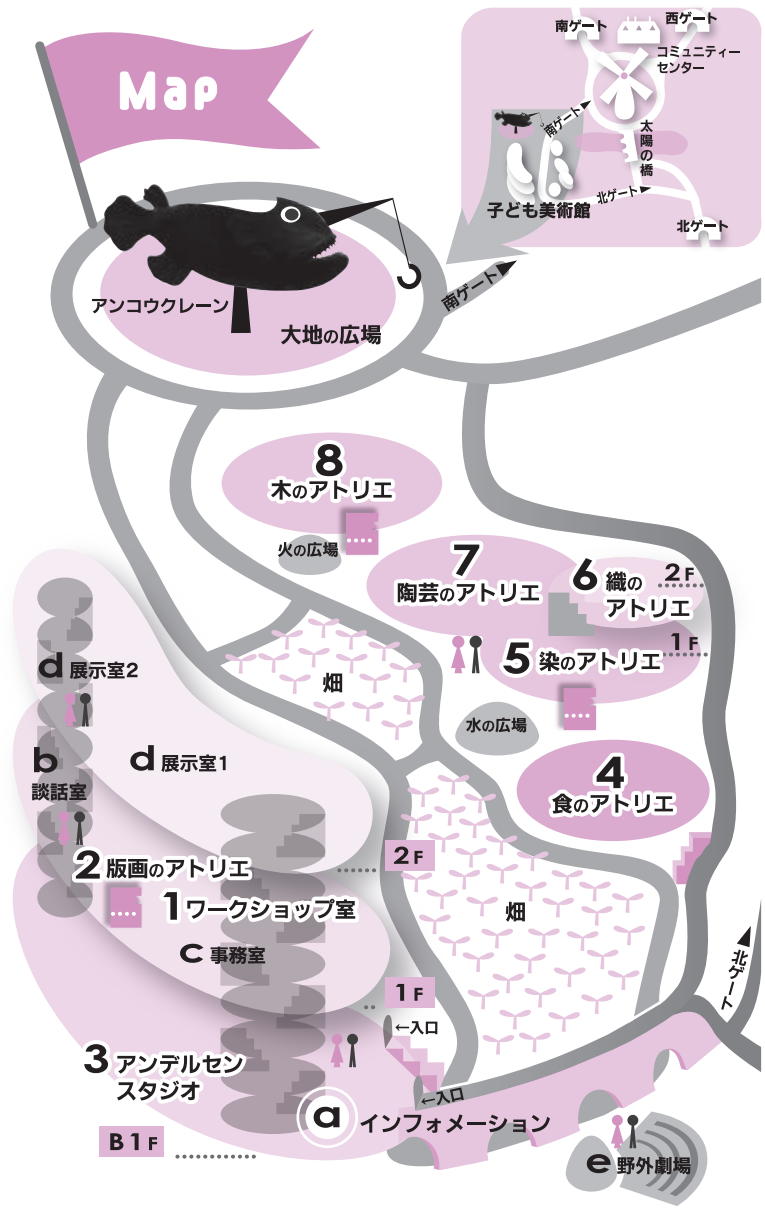 Map
南ゲート
西ゲート
コミュニティー
センター
南ゲート
太陽の橋
子ども美術館
北ゲート
北ゲート
南ゲート
アンコウクレーン
大地の広場
8
木のアトリエ
火の広場
7
陶芸のアトリエ
6 織の
アトリエ
2F
1F
5 染のアトリエ
畑
水の広場
4
食のアトリエ
d 展示室2
d 展示室1
b
談話室
2F
2 版画のアトリエ
1 ワークショップ室
畑
c 事務室
北ゲート
1F
←入口
3 アンデルセン
スタジオ
←入口
a インフォメーション
B1F
e 野外劇場